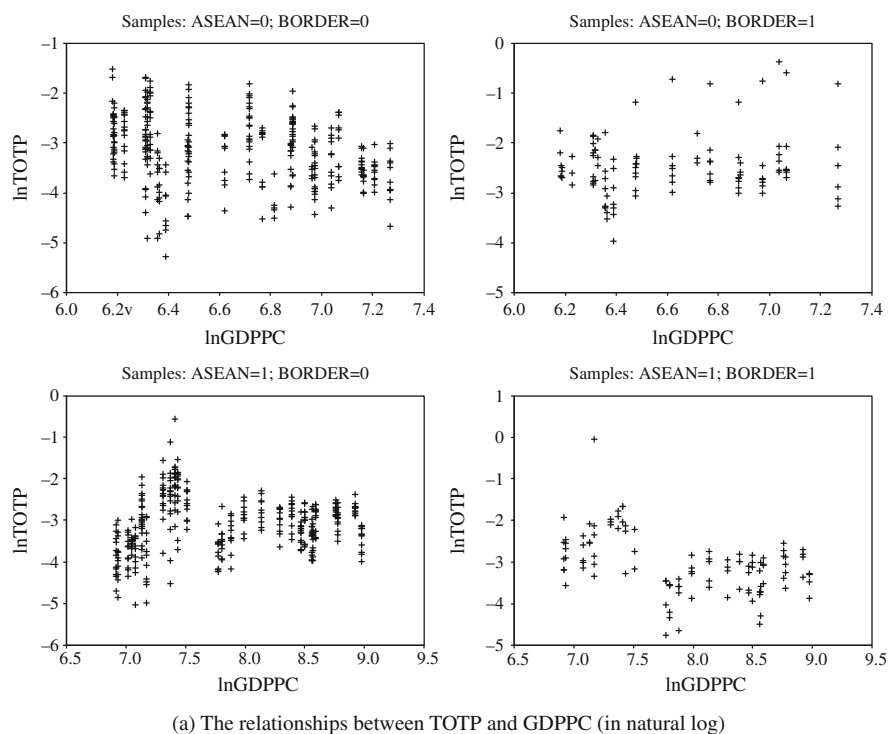 Samples: ASEAN=0; BORDER=0
−1
−2
−3
−4
−5
−6
lnTOTP
6.0 6.2v 6.4 6.6 6.8 7.0 7.2 7.4
lnGDPPC
Samples: ASEAN=0; BORDER=1
0
−1
−2
−3
−4
−5
lnTOTP
6.0 6.2 6.4 6.6 6.8 7.0 7.2 7.4
lnGDPPC
Samples: ASEAN=1; BORDER=0
0
−1
−2
−3
−4
−5
−6
lnTOTP
6.5 7.0 7.5 8.0 8.5 9.0 9.5
lnGDPPC
Samples: ASEAN=1; BORDER=1
1
0
−1
−2
−3
−4
−5
lnTOTP
6.5 7.0 7.5 8.0 8.5 9.0 9.5
lnGDPPC
(a) The relationships between TOTP and GDPPC (in natural log)